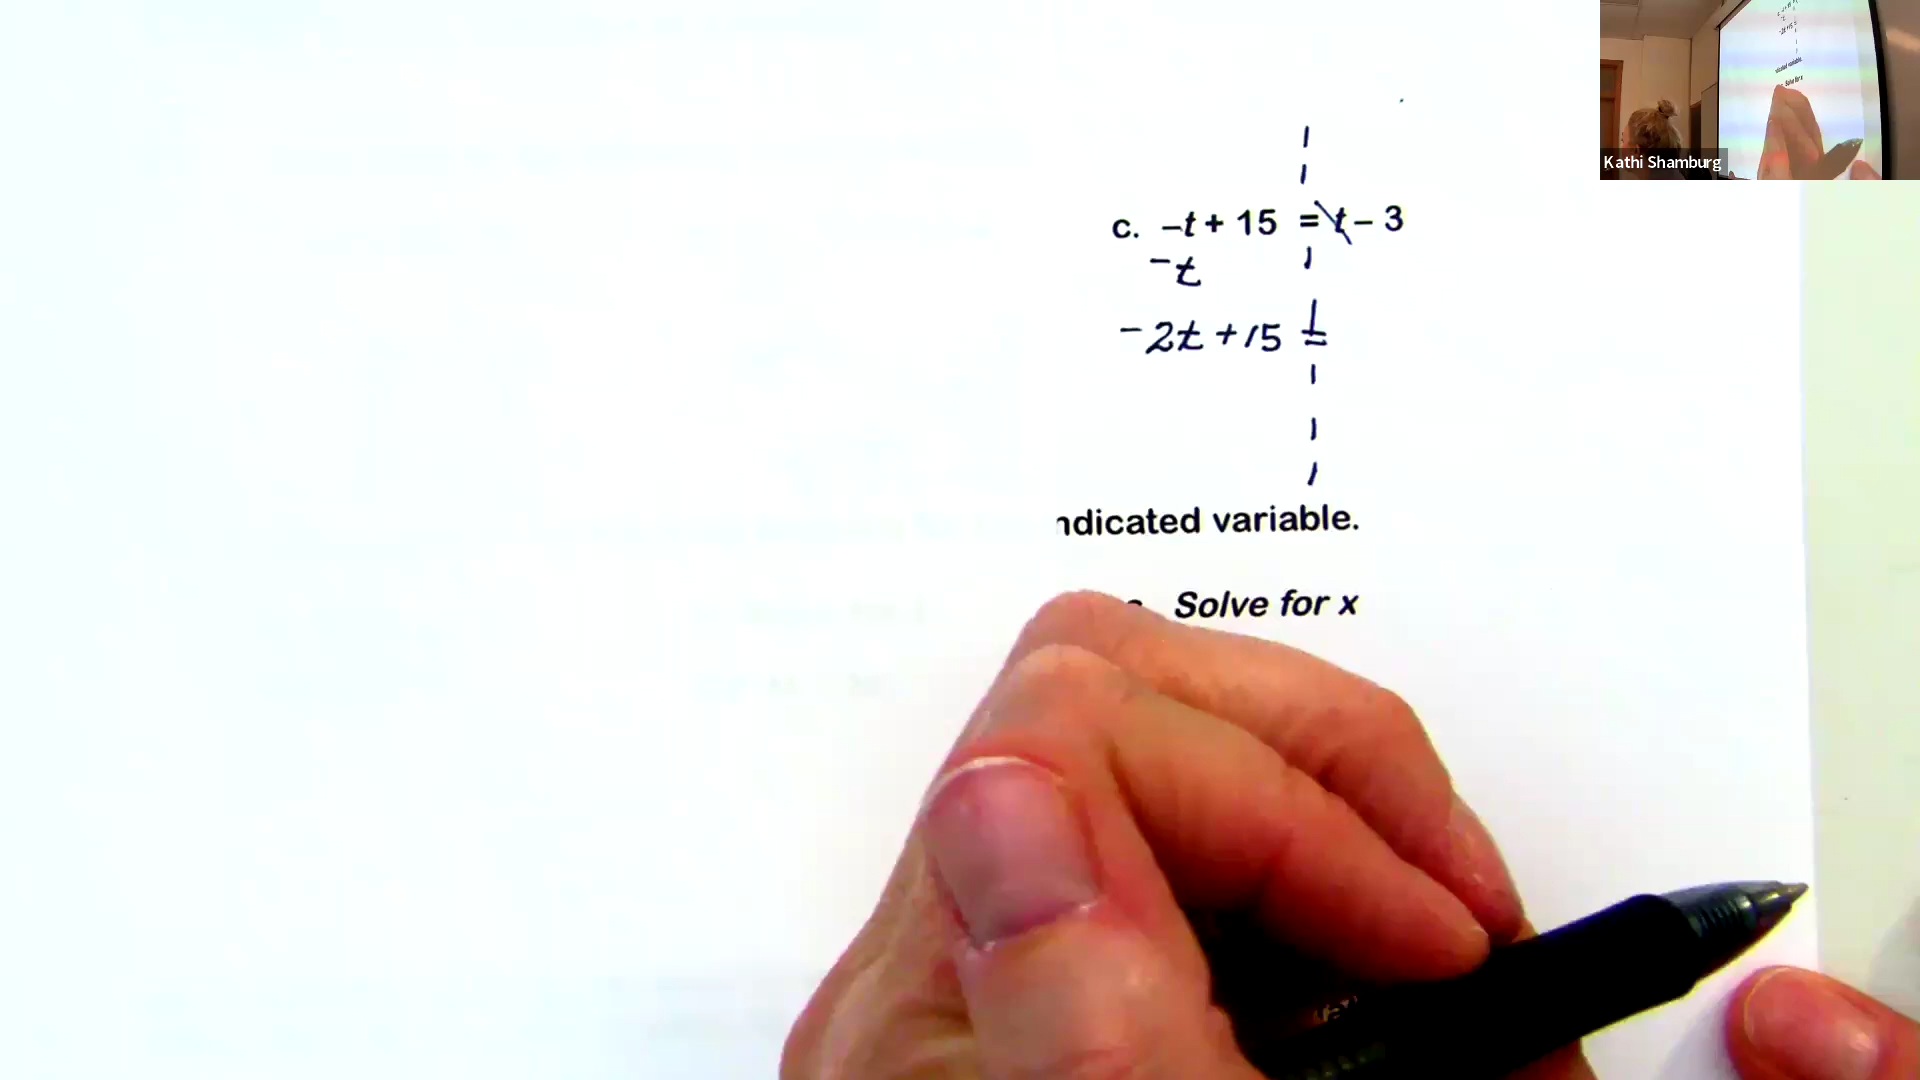 c. –t + 15 = t – 3
-t
-2t + 15 =
ndicated variable.
Solve for x
Kathi Shamburg